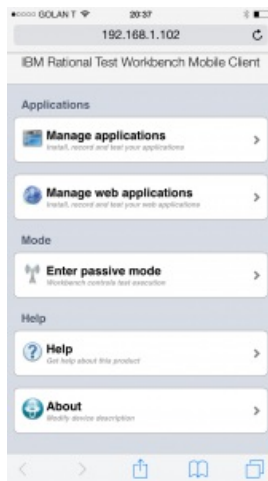 GOLAN T 20:37
192.168.1.102
IBM Rational Test Workbench Mobile Client
Applications
Manage applications
Install, record and test your applications
Manage web applications
Install, record and test your web applications
Mode
Enter passive mode
Workbench controls test execution
Help
Help
Get help about this product
About
Modify device description